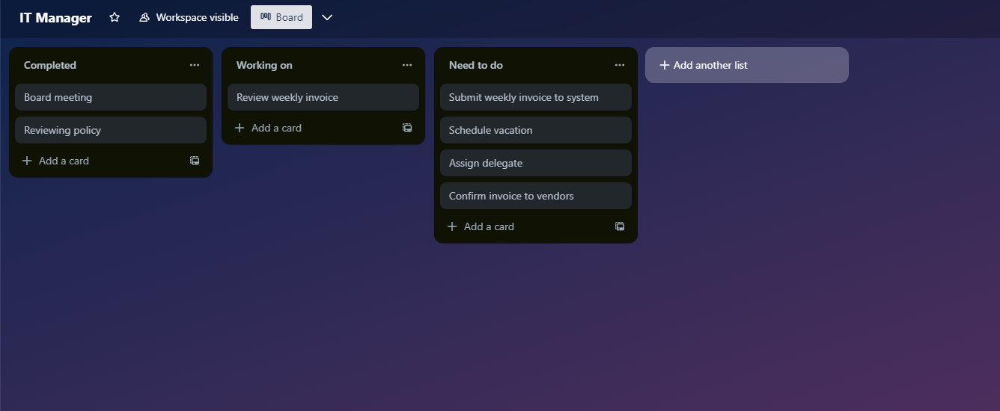 IT Manager
Workspace visible
Board
Completed
Board meeting
Reviewing policy
Add a card
Working on
Review weekly invoice
Add a card
Need to do
Submit weekly invoice to system
Schedule vacation
Assign delegate
Confirm invoice to vendors
Add a card
Add another list